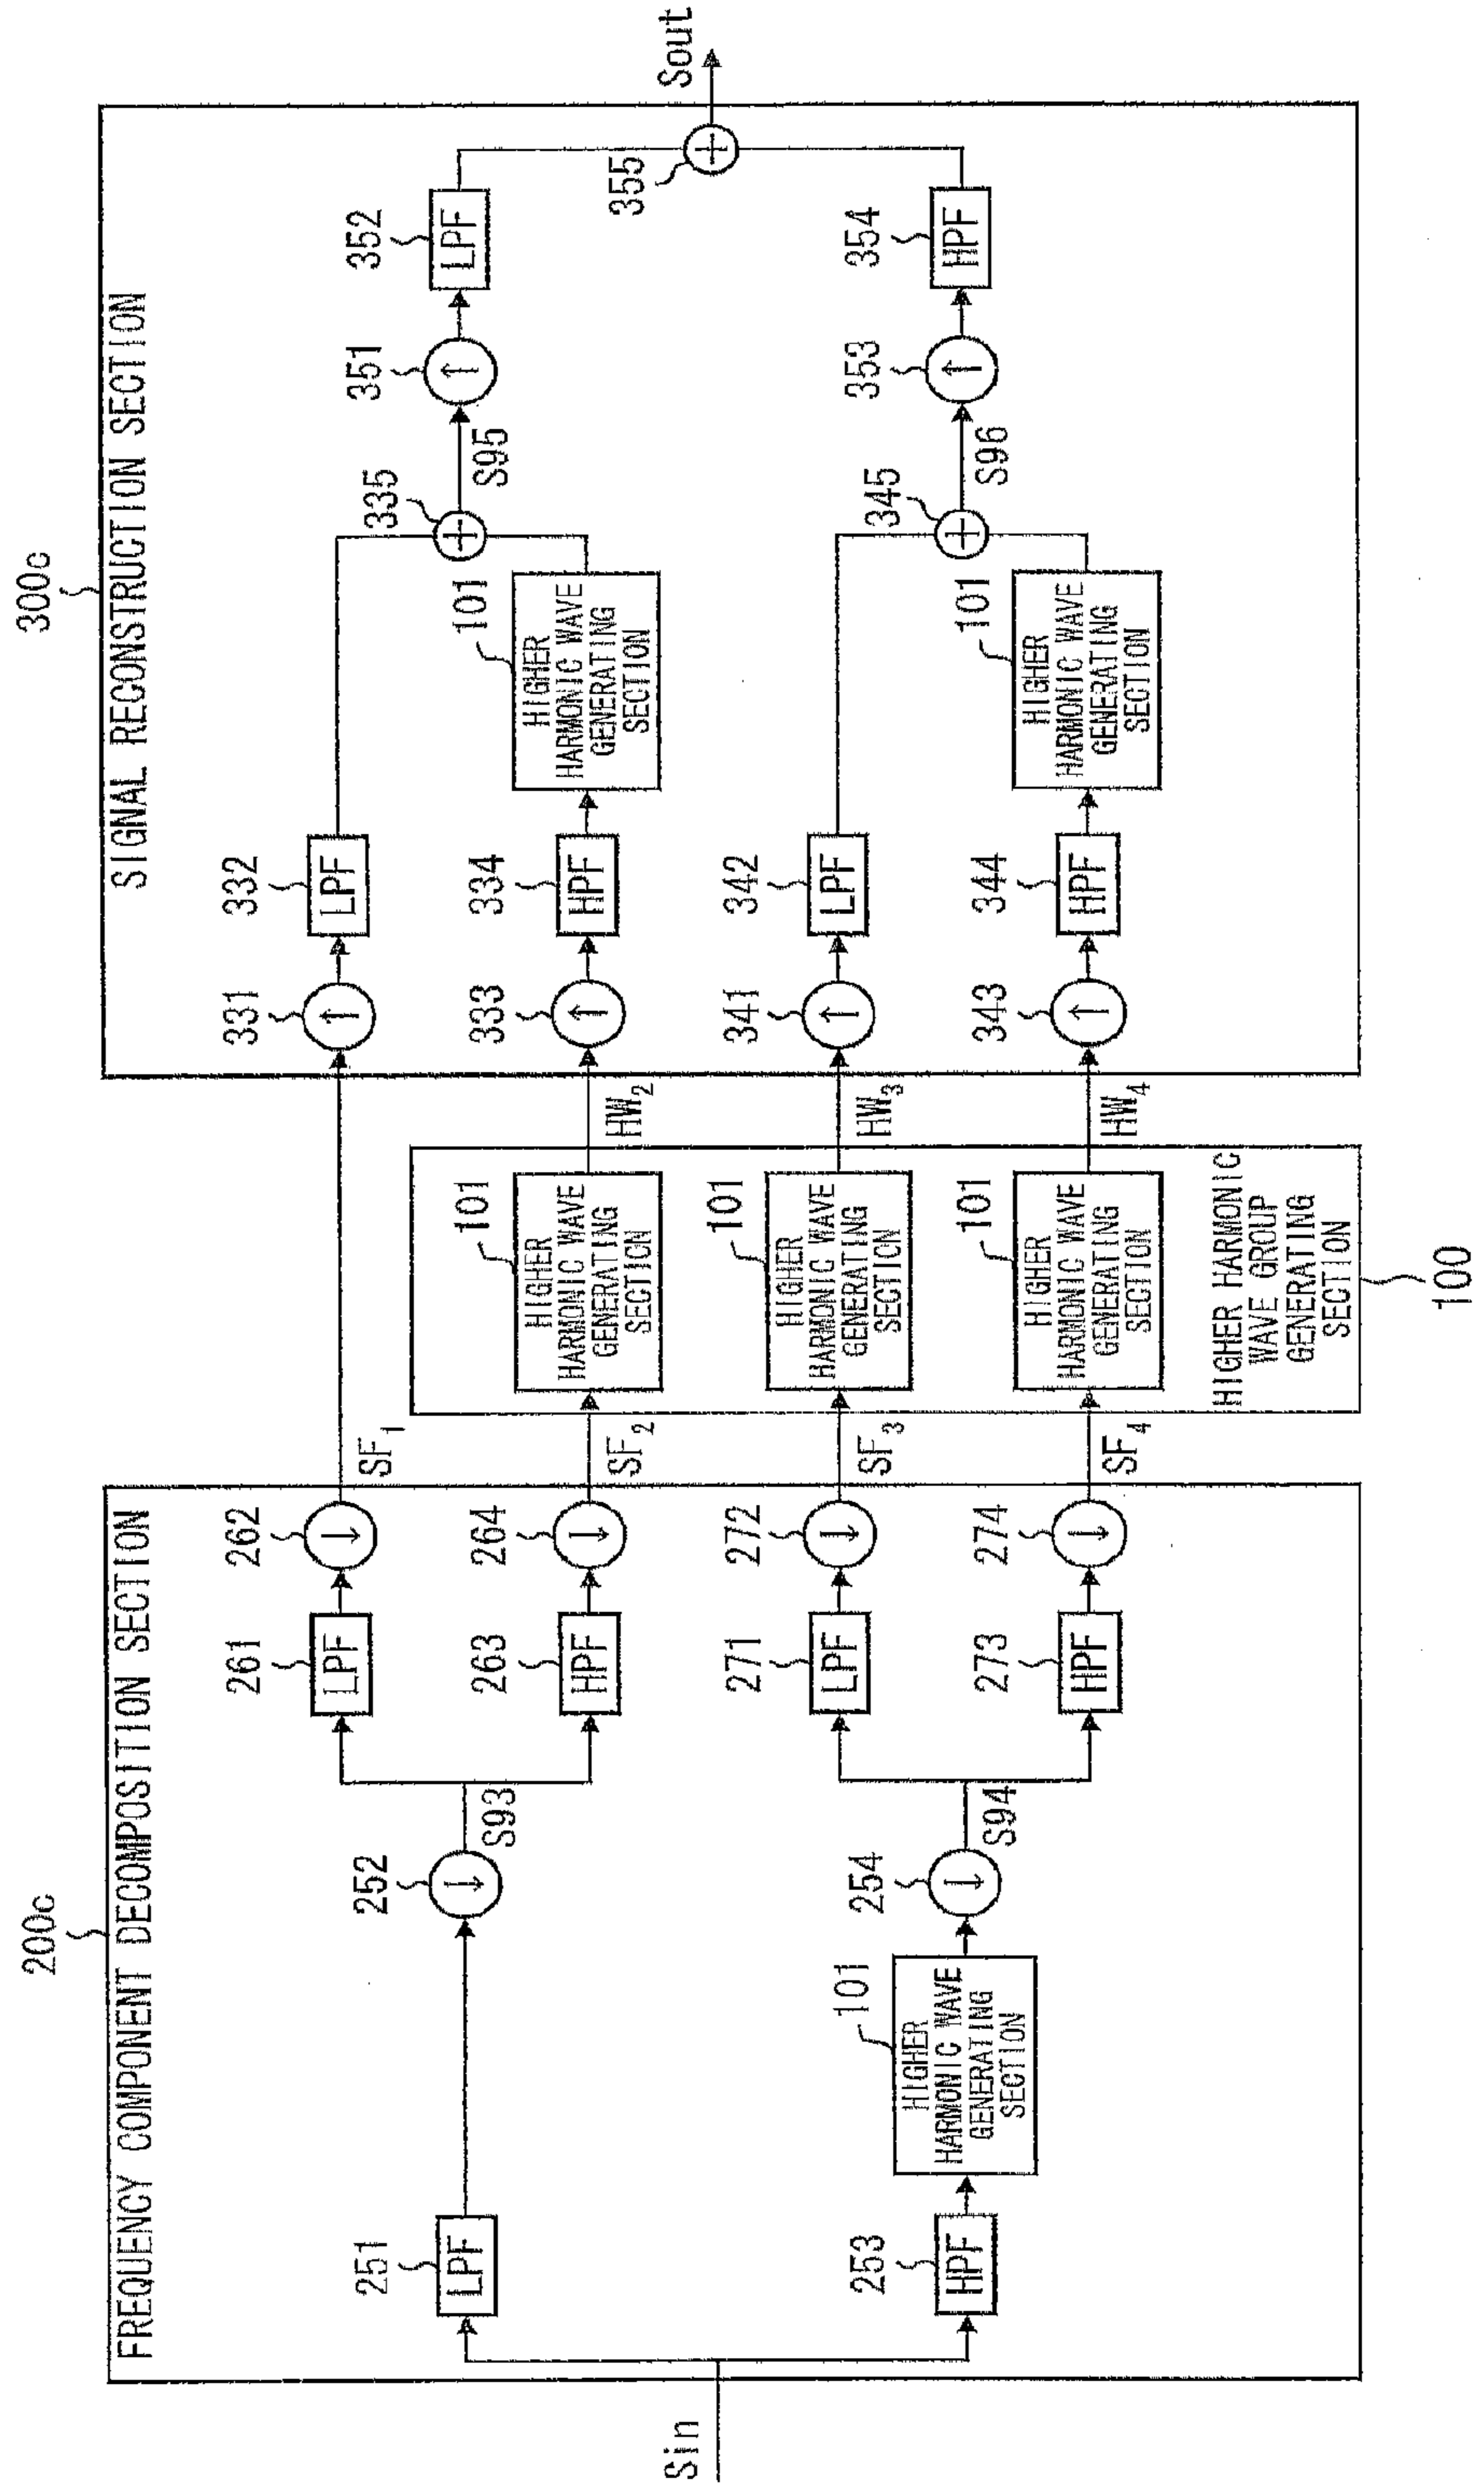 200c
FREQUENCY COMPONENT DECOMPOSITION SECTION
Sin
251
LPF
252
S93
261
LPF
262
SF1
263
HPF
264
SF2
253
HPF
101
HIGHER
HARMONIC WAVE
GENERATING
SECTION
254
S94
271
LPF
272
SF3
273
HPF
274
SF4
101
HIGHER
HARMONIC WAVE
GENERATING
SECTION
HW2
101
HIGHER
HARMONIC WAVE
GENERATING
SECTION
HW3
101
HIGHER
HARMONIC WAVE
GENERATING
SECTION
HW4
HIGHER HARMONIC
WAVE GROUP
GENERATING
SECTION
100
300c
SIGNAL RECONSTRUCTION SECTION
331
332
LPF
333
334
HPF
101
HIGHER
HARMONIC WAVE
GENERATING
SECTION
335
S95
351
352
LPF
341
342
LPF
343
344
HPF
101
HIGHER
HARMONIC WAVE
GENERATING
SECTION
345
S96
353
354
HPF
355
Sout